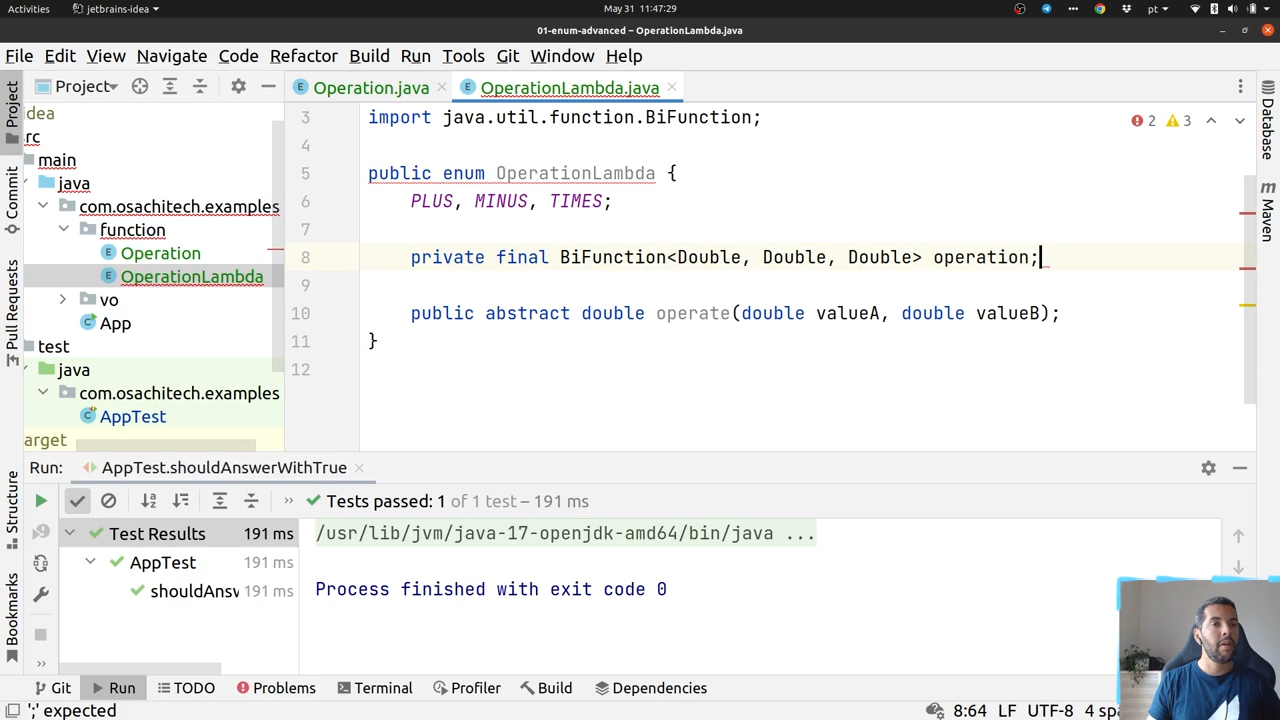 Activities jetbrains-idea May 31 11:47:29 pt
01-enum-advanced – OperationLambda.java
File Edit View Navigate Code Refactor Build Run Tools Git Window Help
Project
Operation.java
OperationLambda.java
Project
Commit
Pull Requests
Structure
Bookmarks
idea
src
main
java
com.osachitech.examples
function
Operation
OperationLambda
vo
App
test
java
com.osachitech.examples
AppTest
target
3 import java.util.function.BiFunction;
4
5 public enum OperationLambda {
6 PLUS, MINUS, TIMES;
7
8 private final BiFunction<Double, Double, Double> operation;
9
10 public abstract double operate(double valueA, double valueB);
11 }
12
2 3
Database
Maven
Run: AppTest.shouldAnswerWithTrue
Tests passed: 1 of 1 test – 191 ms
Test Results 191 ms
AppTest 191 ms
shouldAnsw 191 ms
/usr/lib/jvm/java-17-openjdk-amd64/bin/java ...
Process finished with exit code 0
Git Run TODO Problems Terminal Profiler Build Dependencies
';' expected 8:64 LF UTF-8 4 spa